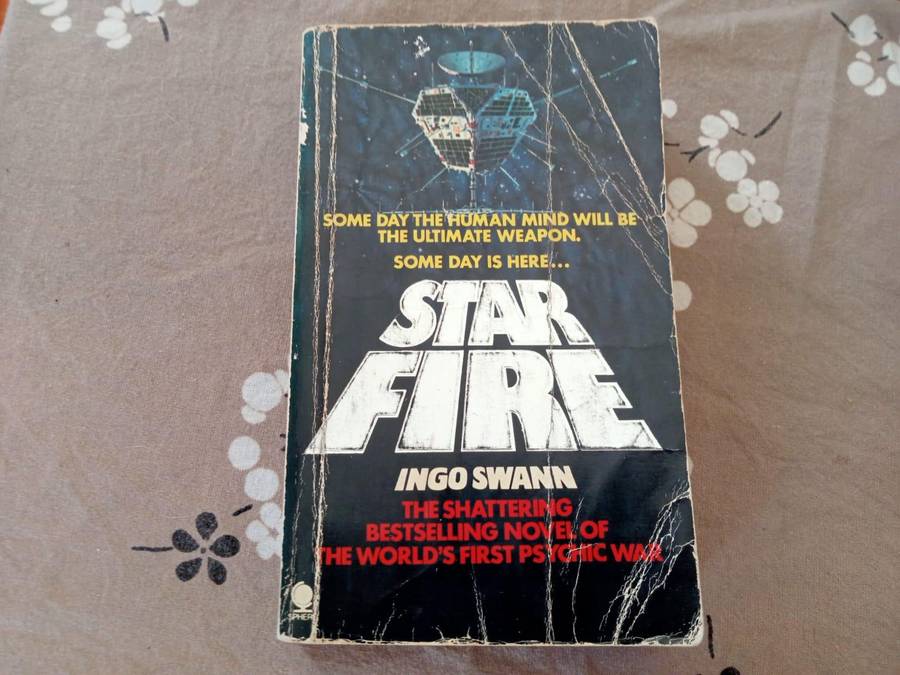 SOME DAY THE HUMAN MIND WILL BE
THE ULTIMATE WEAPON.
SOME DAY IS HERE...
STAR
FIRE
INGO SWANN
THE SHATTERING
BESTSELLING NOVEL OF
THE WORLD'S FIRST PSYCHIC WAR
SPHERE